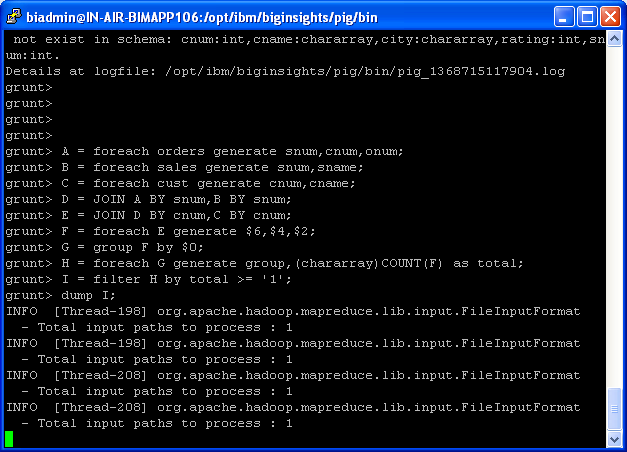 biadmin@IN-AIR-BIMAPP106:/opt/ibm/biginsights/pig/bin
not exist in schema: cnum:int,cname:chararray,city:chararray,rating:int,sn
um:int.
Details at logfile: /opt/ibm/biginsights/pig/bin/pig_1368715117904.log
grunt>
grunt>
grunt>
grunt>
grunt> A = foreach orders generate snum,cnum,onum;
grunt> B = foreach sales generate snum,sname;
grunt> C = foreach cust generate cnum,cname;
grunt> D = JOIN A BY snum,B BY snum;
grunt> E = JOIN D BY cnum,C BY cnum;
grunt> F = foreach E generate $6,$4,$2;
grunt> G = group F by $0;
grunt> H = foreach G generate group,(chararray)COUNT(F) as total;
grunt> I = filter H by total >= '1';
grunt> dump I;
INFO  [Thread-198] org.apache.hadoop.mapreduce.lib.input.FileInputFormat
- Total input paths to process : 1
INFO  [Thread-198] org.apache.hadoop.mapreduce.lib.input.FileInputFormat
- Total input paths to process : 1
INFO  [Thread-208] org.apache.hadoop.mapreduce.lib.input.FileInputFormat
- Total input paths to process : 1
INFO  [Thread-208] org.apache.hadoop.mapreduce.lib.input.FileInputFormat
- Total input paths to process : 1